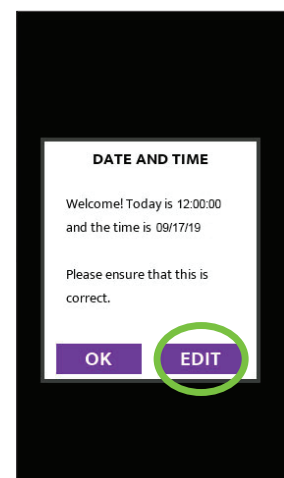 DATE AND TIME
Welcome! Today is 12:00:00
and the time is 09/17/19
Please ensure that this is
correct.
OK
EDIT